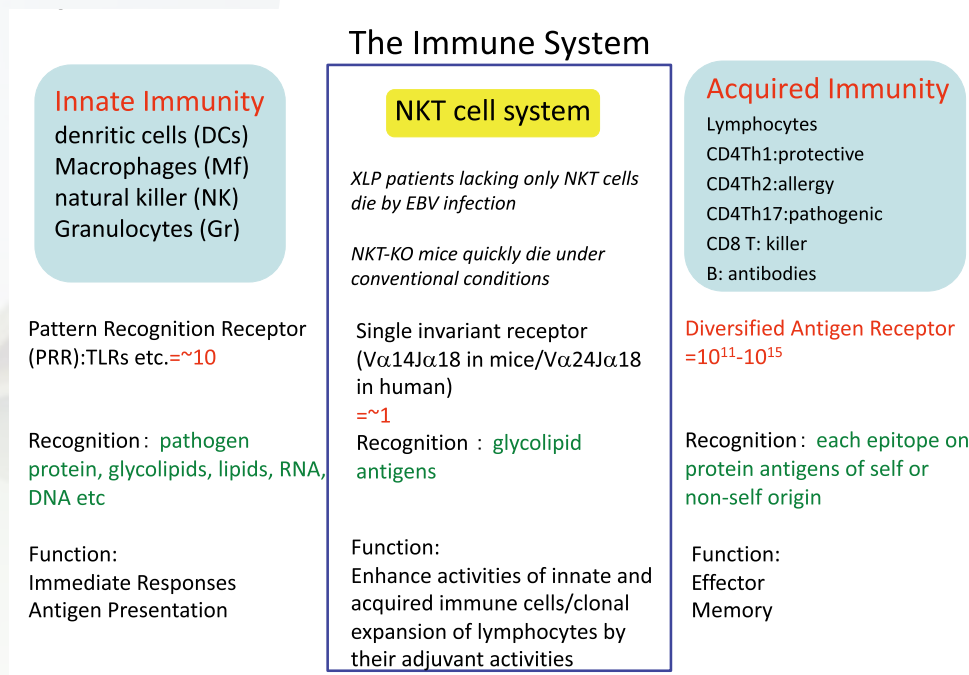 The Immune System
Innate Immunity
denritic cells (DCs)
Macrophages (Mf)
natural killer (NK)
Granulocytes (Gr)
Pattern Recognition Receptor
(PRR):TLRs etc.=~10
Recognition： pathogen
protein, glycolipids, lipids, RNA,
DNA etc
Function:
Immediate Responses
Antigen Presentation
NKT cell system
XLP patients lacking only NKT cells
die by EBV infection
NKT-KO mice quickly die under
conventional conditions
Single invariant receptor
(Vα14Jα18 in mice/Vα24Jα18
in human)
=~1
Recognition： glycolipid
antigens
Function:
Enhance activities of innate and
acquired immune cells/clonal
expansion of lymphocytes by
their adjuvant activities
Acquired Immunity
Lymphocytes
CD4Th1:protective
CD4Th2:allergy
CD4Th17:pathogenic
CD8 T: killer
B: antibodies
Diversified Antigen Receptor
=10¹¹-10¹⁵
Recognition： each epitope on
protein antigens of self or
non-self origin
Function:
Effector
Memory